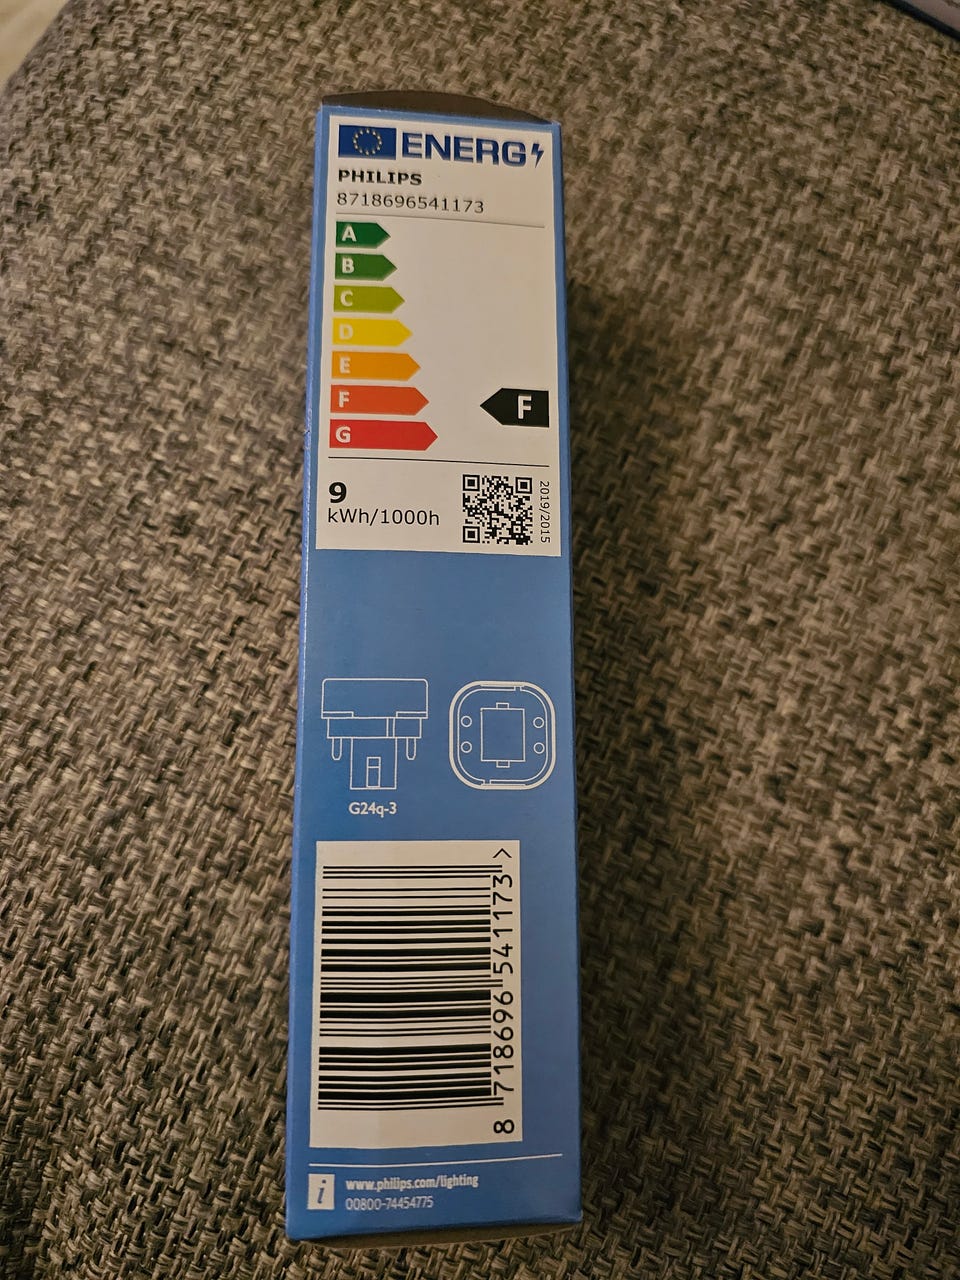 ENERG
PHILIPS
8718696541173
A
B
C
D
E
F
F
G
9
kWh/1000h
2019/2015
G24q-3
8 718696 541173 >
i
www.philips.com/lighting
00800-74454775